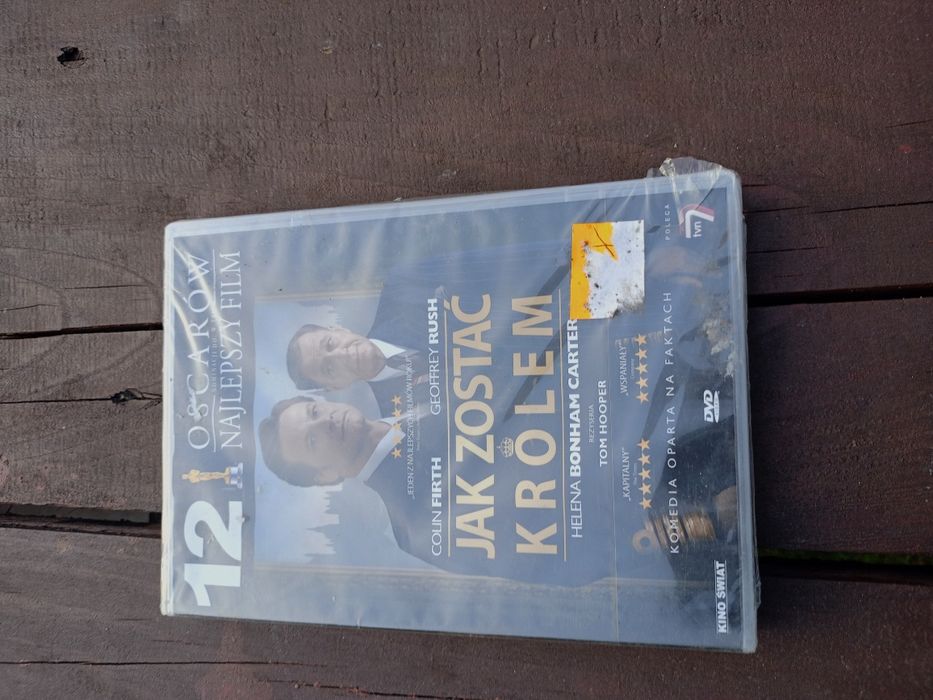 12
OSCARÓW
NAJLEPSZY FILM
„JEDEN Z NAJLEPSZYCH FILMÓW ROKU"
COLIN FIRTH GEOFFREY RUSH
JAK ZOSTAĆ
KRÓLEM
HELENA BONHAM CARTER
REŻYSERIA
TOM HOOPER
„KAPITALNY" „WSPANIAŁY"
KOMEDIA OPARTA NA FAKTACH
POLECA
tvn 7
KINO ŚWIAT
DVD